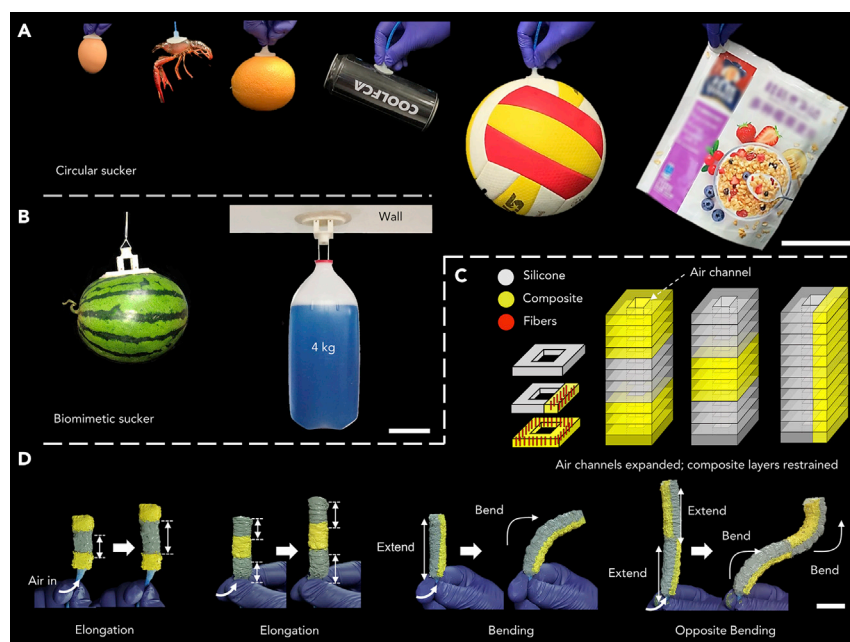 A
COOLFCA
Circular sucker
B
Wall
4 kg
Biomimetic sucker
C
Silicone
Composite
Fibers
Air channel
Air channels expanded; composite layers restrained
D
Air in
Elongation
Elongation
Extend
Bend
Bending
Extend
Extend
Bend
Bend
Opposite Bending